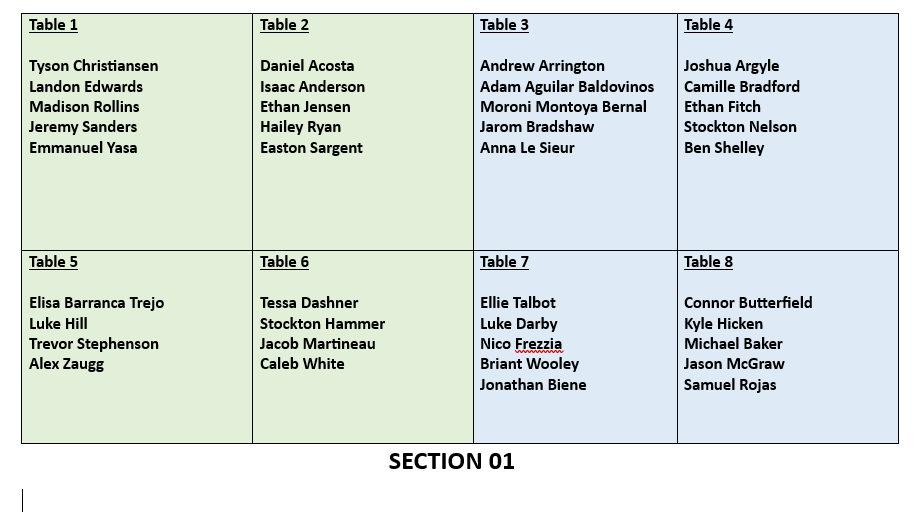 Table 1
Tyson Christiansen
Landon Edwards
Madison Rollins
Jeremy Sanders
Emmanuel Yasa
Table 2
Daniel Acosta
Isaac Anderson
Ethan Jensen
Hailey Ryan
Easton Sargent
Table 3
Andrew Arrington
Adam Aguilar Baldovinos
Moroni Montoya Bernal
Jarom Bradshaw
Anna Le Sieur
Table 4
Joshua Argyle
Camille Bradford
Ethan Fitch
Stockton Nelson
Ben Shelley
Table 5
Elisa Barranca Trejo
Luke Hill
Trevor Stephenson
Alex Zaugg
Table 6
Tessa Dashner
Stockton Hammer
Jacob Martineau
Caleb White
Table 7
Ellie Talbot
Luke Darby
Nico Frezzia
Briant Wooley
Jonathan Biene
Table 8
Connor Butterfield
Kyle Hicken
Michael Baker
Jason McGraw
Samuel Rojas
SECTION 01